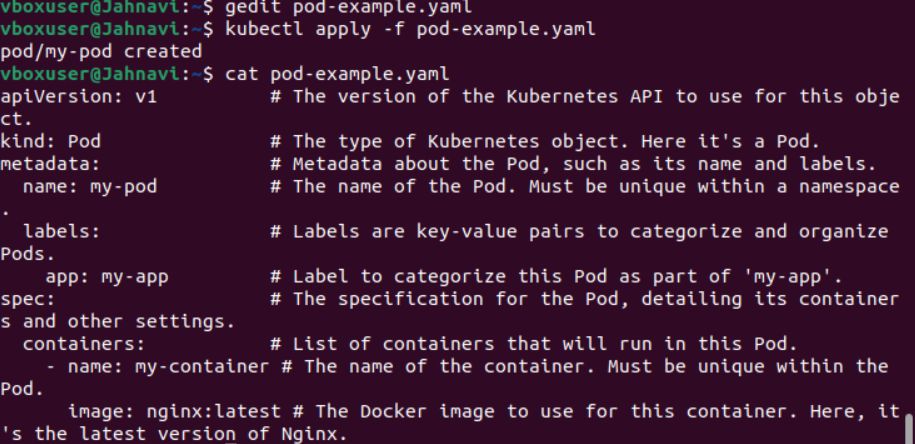 vboxuser@Jahnavi:~$ gedit pod-example.yaml
vboxuser@Jahnavi:~$ kubectl apply -f pod-example.yaml
pod/my-pod created
vboxuser@Jahnavi:~$ cat pod-example.yaml
apiVersion: v1          # The version of the Kubernetes API to use for this obje
ct.
kind: Pod               # The type of Kubernetes object. Here it's a Pod.
metadata:               # Metadata about the Pod, such as its name and labels.
  name: my-pod          # The name of the Pod. Must be unique within a namespace
.
  labels:               # Labels are key-value pairs to categorize and organize
Pods.
    app: my-app         # Label to categorize this Pod as part of 'my-app'.
spec:                   # The specification for the Pod, detailing its container
s and other settings.
  containers:           # List of containers that will run in this Pod.
    - name: my-container # The name of the container. Must be unique within the
Pod.
      image: nginx:latest # The Docker image to use for this container. Here, it
's the latest version of Nginx.